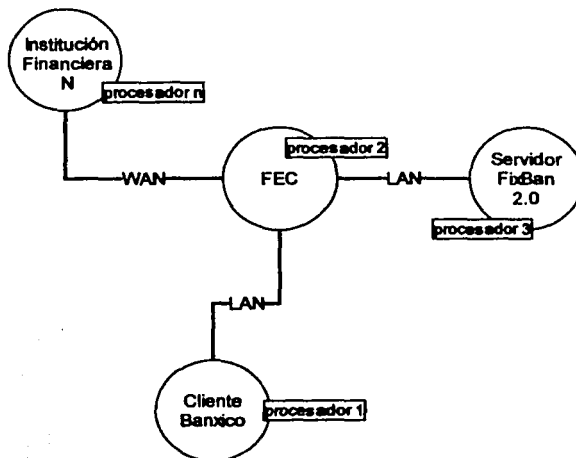 Institución
Financiera
N
procesador n
procesador 2
WAN
FEC
LAN
Servidor
FixBan
2.0
procesador 3
LAN
Cliente
Banxico
procesador 1